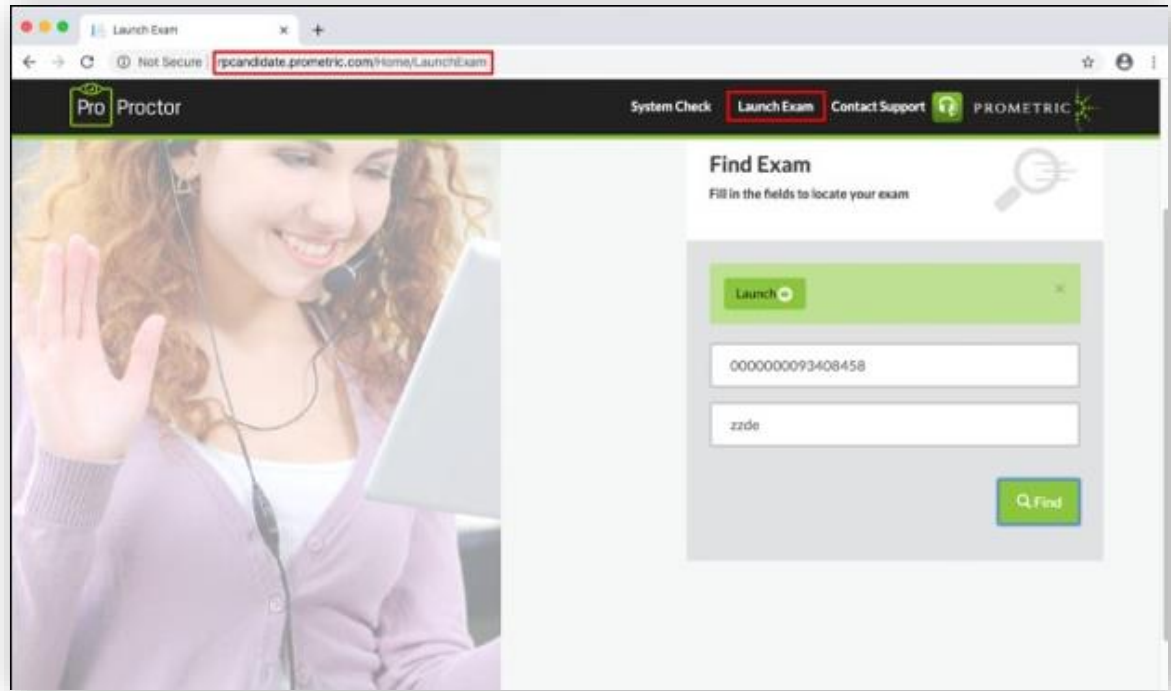 Launch Exam
Not Secure rpcandidate.prometric.com/Home/LaunchExam
Pro Proctor System Check Launch Exam Contact Support PROMETRIC
Find Exam
Fill in the fields to locate your exam
Launch
0000000093408458
zzde
Find